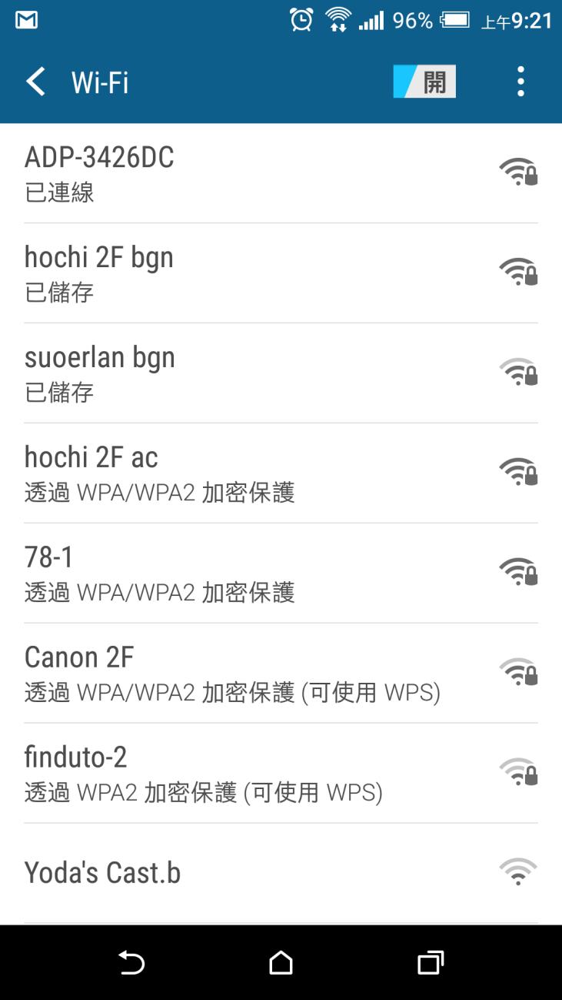 96% 上午9:21
Wi-Fi 開
ADP-3426DC
已連線
hochi 2F bgn
已儲存
suoerlan bgn
已儲存
hochi 2F ac
透過 WPA/WPA2 加密保護
78-1
透過 WPA/WPA2 加密保護
Canon 2F
透過 WPA/WPA2 加密保護 (可使用 WPS)
finduto-2
透過 WPA2 加密保護 (可使用 WPS)
Yoda's Cast.b